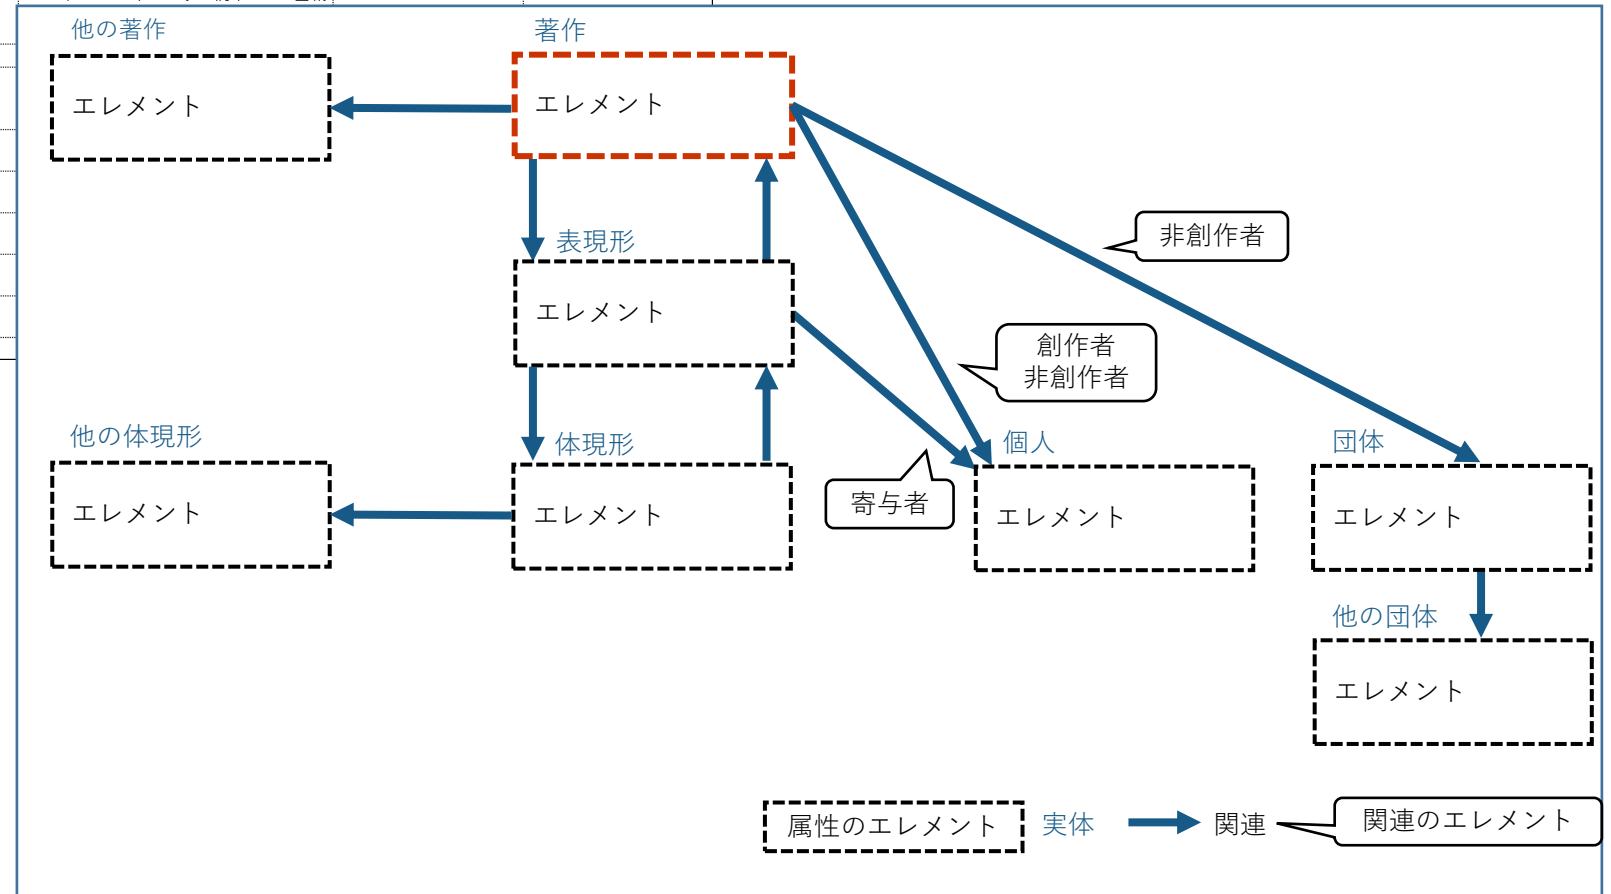 他の著作
著作
エレメント
エレメント
非創作者
表現形
エレメント
創作者
非創作者
他の体現形
体現形
個人
団体
エレメント
エレメント
寄与者
エレメント
エレメント
他の団体
エレメント
属性のエレメント
実体
関連
関連のエレメント